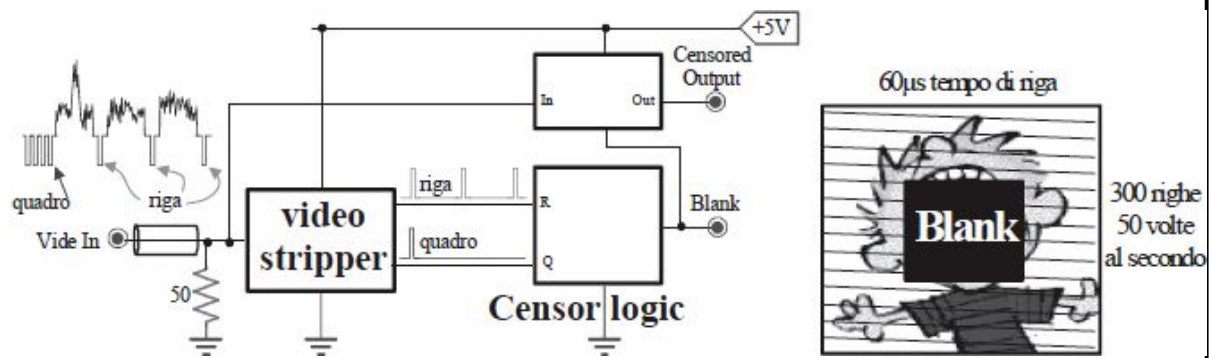 +5V
Censored
Output
60µs tempo di riga
In
Out
quadro
riga
riga
R
Blank
300 righe
50 volte
al secondo
Vide In
video
stripper
quadro
Q
50
Censor logic
Blank